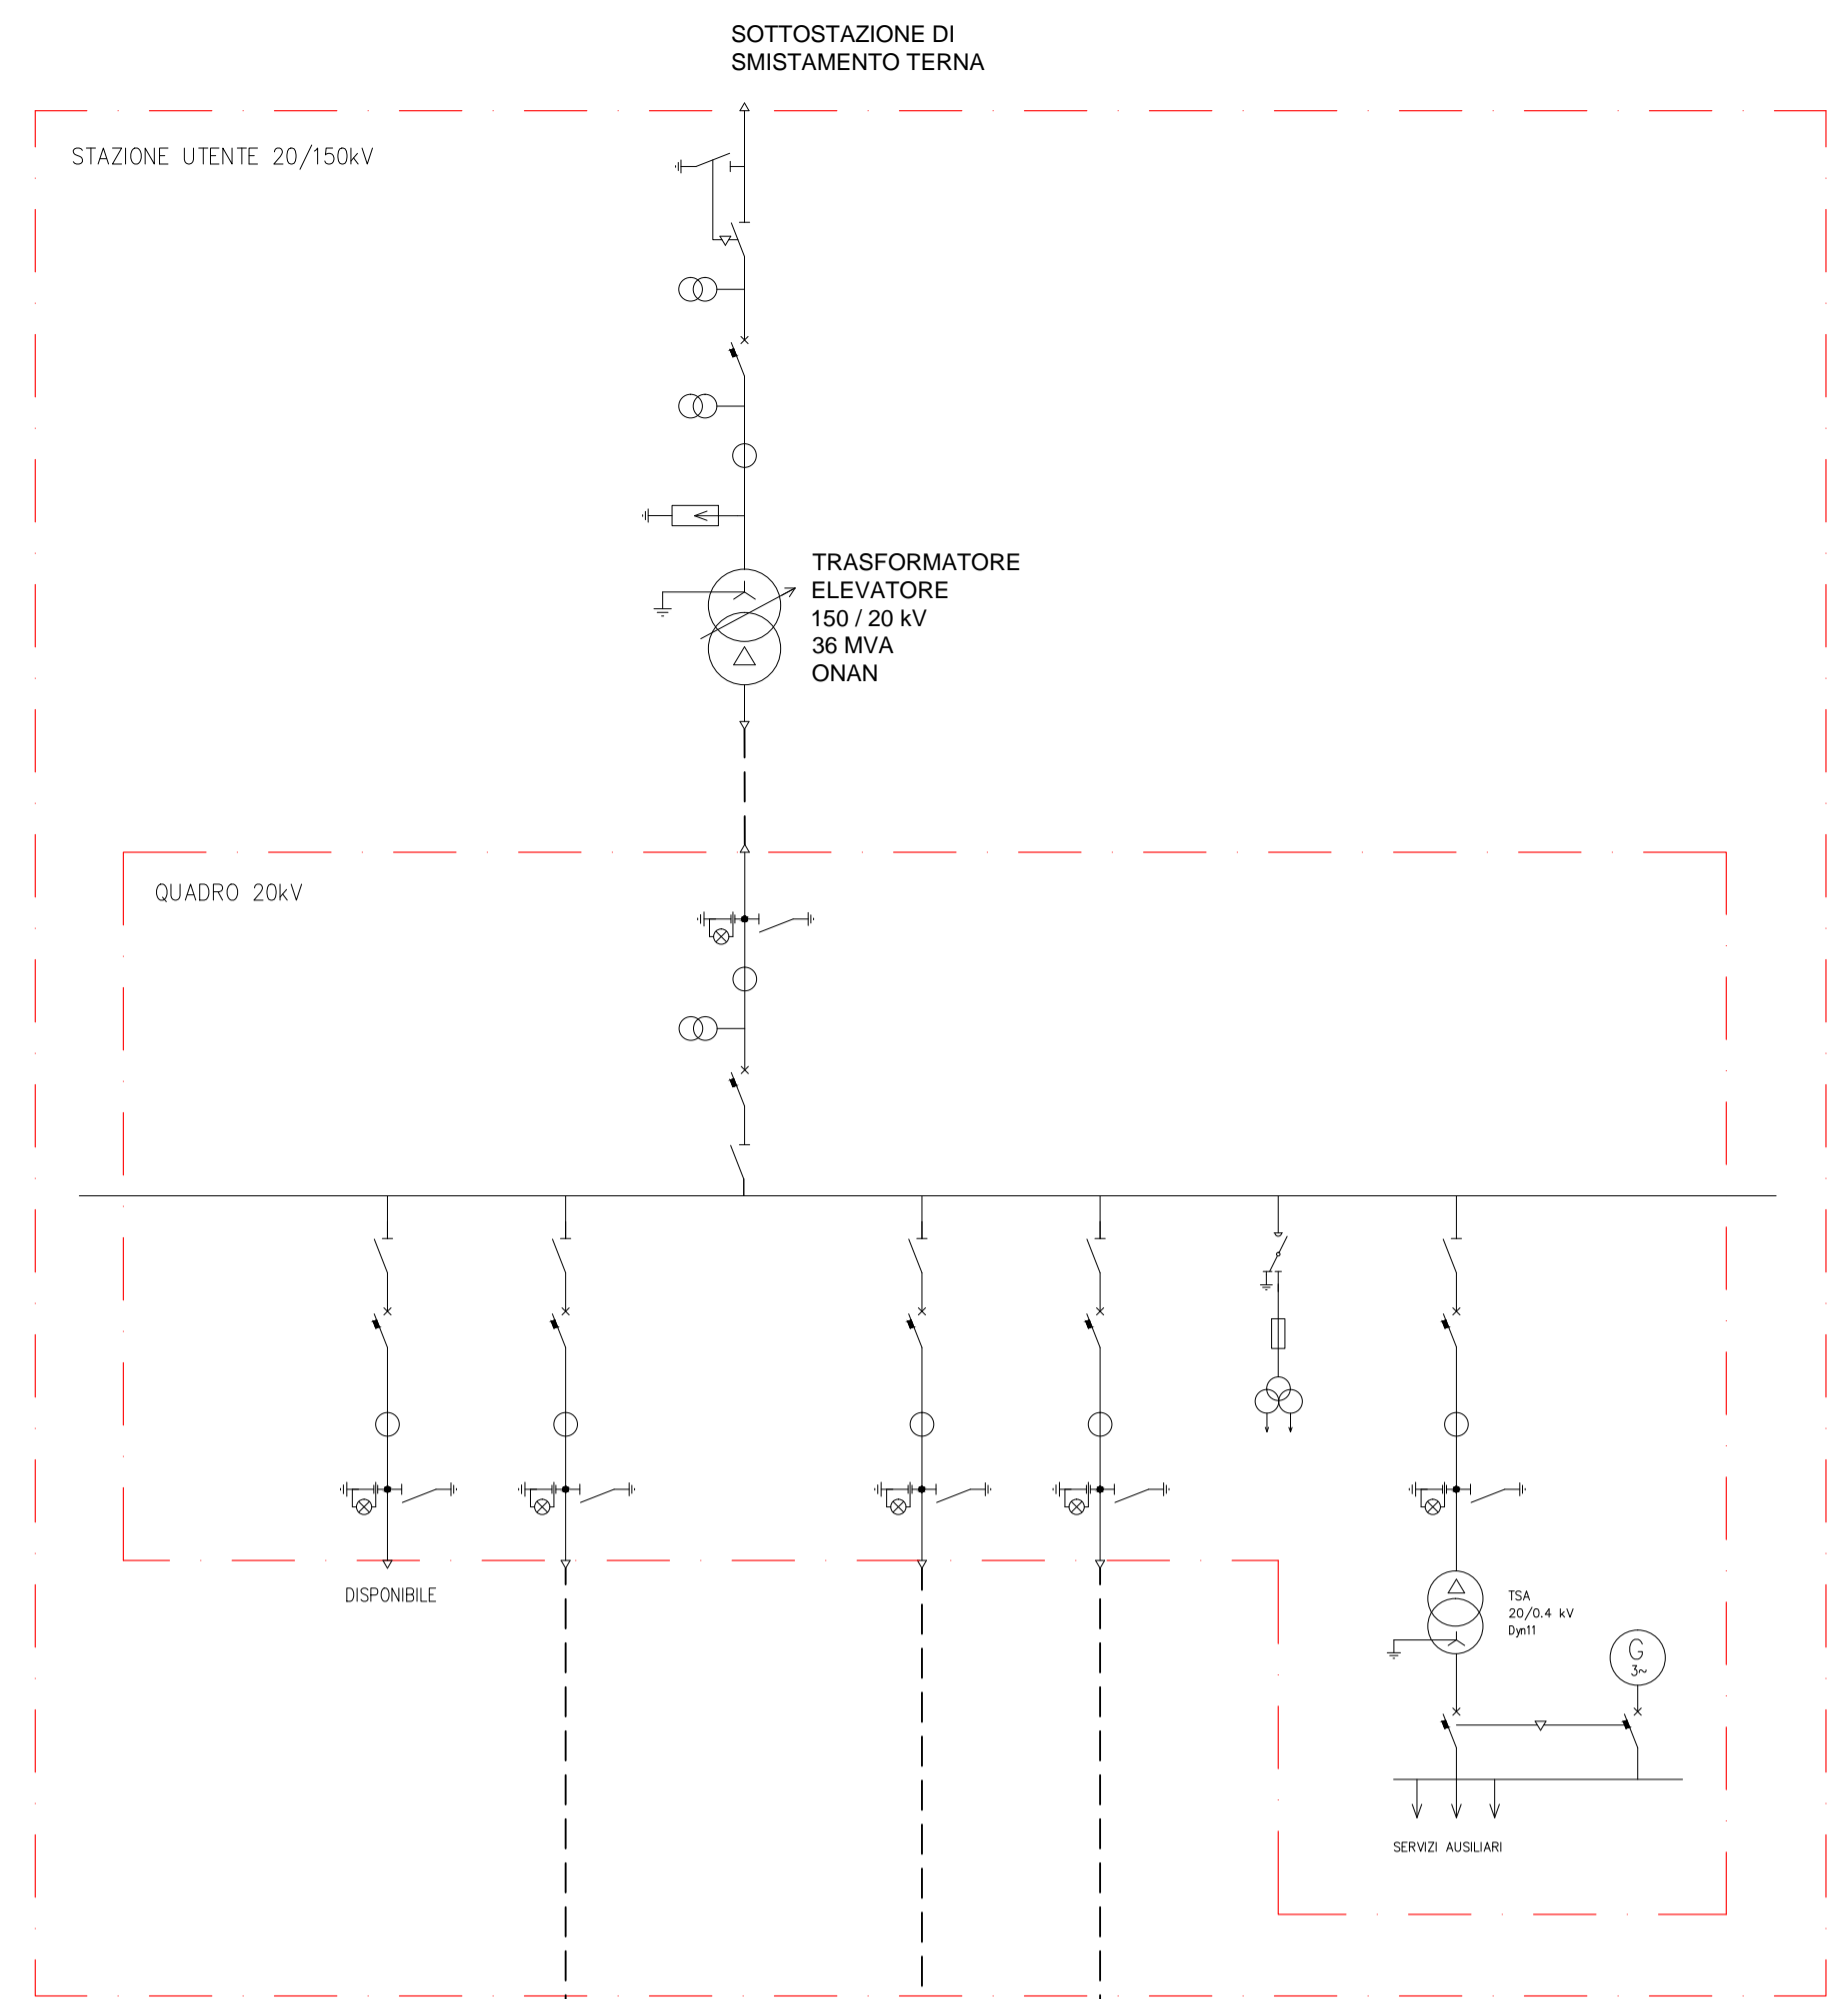 SOTTOSTAZIONE DI
SMISTAMENTO TERNA
STAZIONE UTENTE 20/150kV
TRASFORMATORE
ELEVATORE
150 / 20 kV
36 MVA
ONAN
QUADRO 20kV
DISPONIBILE
TSA
20/0.4 kV
Dyn11
G
3~
SERVIZI AUSILIARI